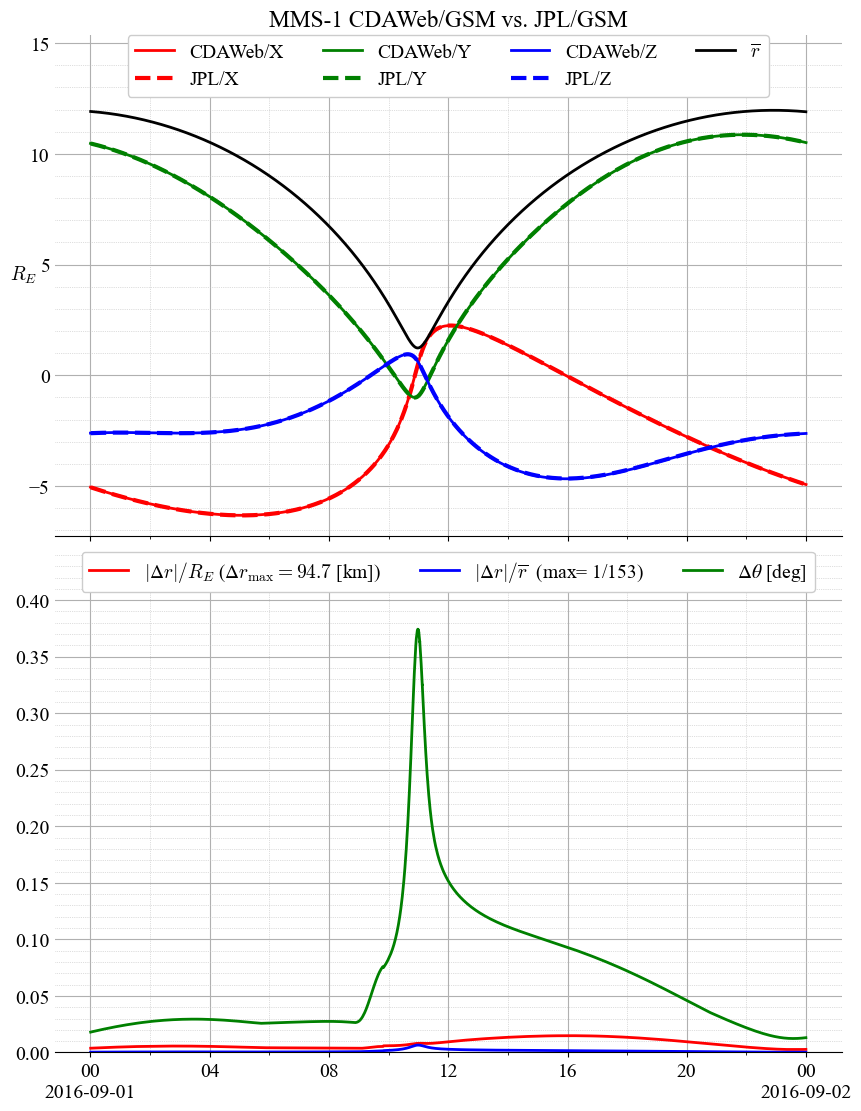 MMS-1 CDAWeb/GSM vs. JPL/GSM
CDAWeb/X CDAWeb/Y CDAWeb/Z r̅
JPL/X JPL/Y JPL/Z
15
10
5
R_E
0
−5
|Δr|/R_E (Δr_max = 94.7 [km]) |Δr|/r̅ (max= 1/153) Δθ [deg]
0.40
0.35
0.30
0.25
0.20
0.15
0.10
0.05
0.00
00 04 08 12 16 20 00
2016-09-01 2016-09-02